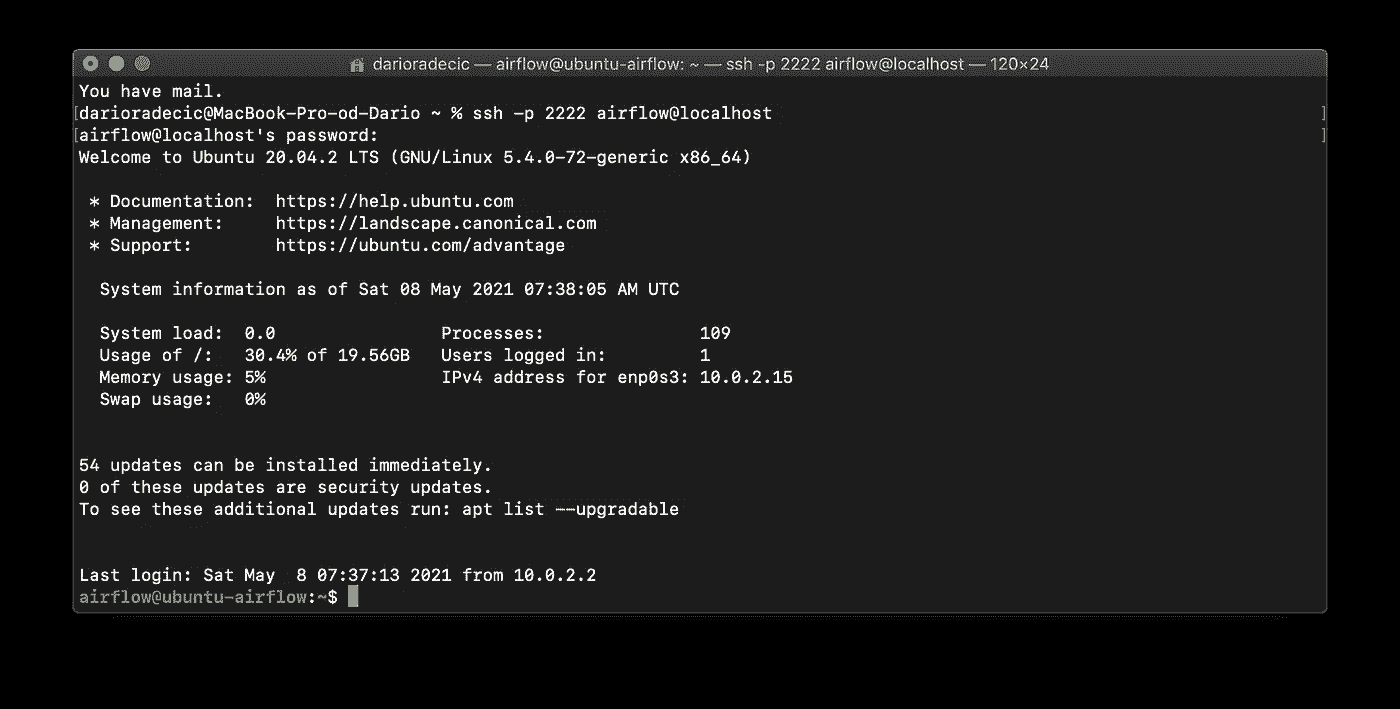 darioradecic — airflow@ubuntu-airflow: ~ — ssh -p 2222 airflow@localhost — 120×24
You have mail.
[darioradecic@MacBook-Pro-od-Dario ~ % ssh -p 2222 airflow@localhost ]
[airflow@localhost's password: ]
Welcome to Ubuntu 20.04.2 LTS (GNU/Linux 5.4.0-72-generic x86_64)
* Documentation: https://help.ubuntu.com
* Management: https://landscape.canonical.com
* Support: https://ubuntu.com/advantage
System information as of Sat 08 May 2021 07:38:05 AM UTC
System load: 0.0 Processes: 109
Usage of /: 30.4% of 19.56GB Users logged in: 1
Memory usage: 5% IPv4 address for enp0s3: 10.0.2.15
Swap usage: 0%
54 updates can be installed immediately.
0 of these updates are security updates.
To see these additional updates run: apt list --upgradable
Last login: Sat May  8 07:37:13 2021 from 10.0.2.2
airflow@ubuntu-airflow:~$